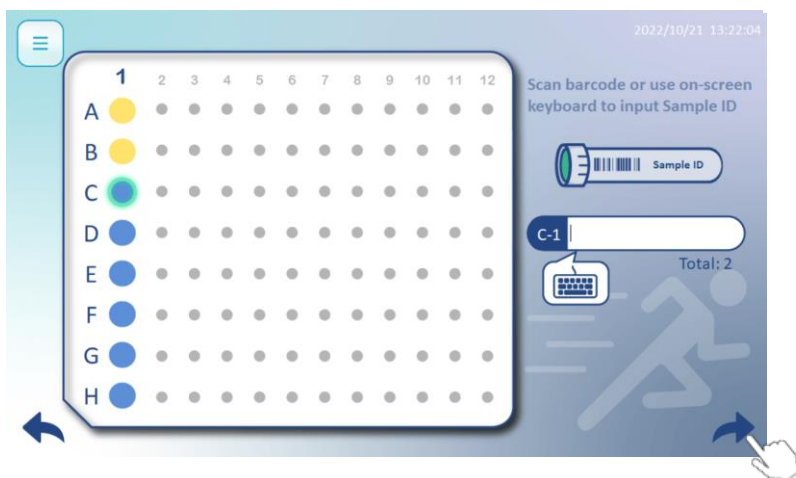 2022/10/21 13:22:04
1 2 3 4 5 6 7 8 9 10 11 12
A
B
C
D
E
F
G
H
Scan barcode or use on-screen
keyboard to input Sample ID
Sample ID
C-1
Total: 2